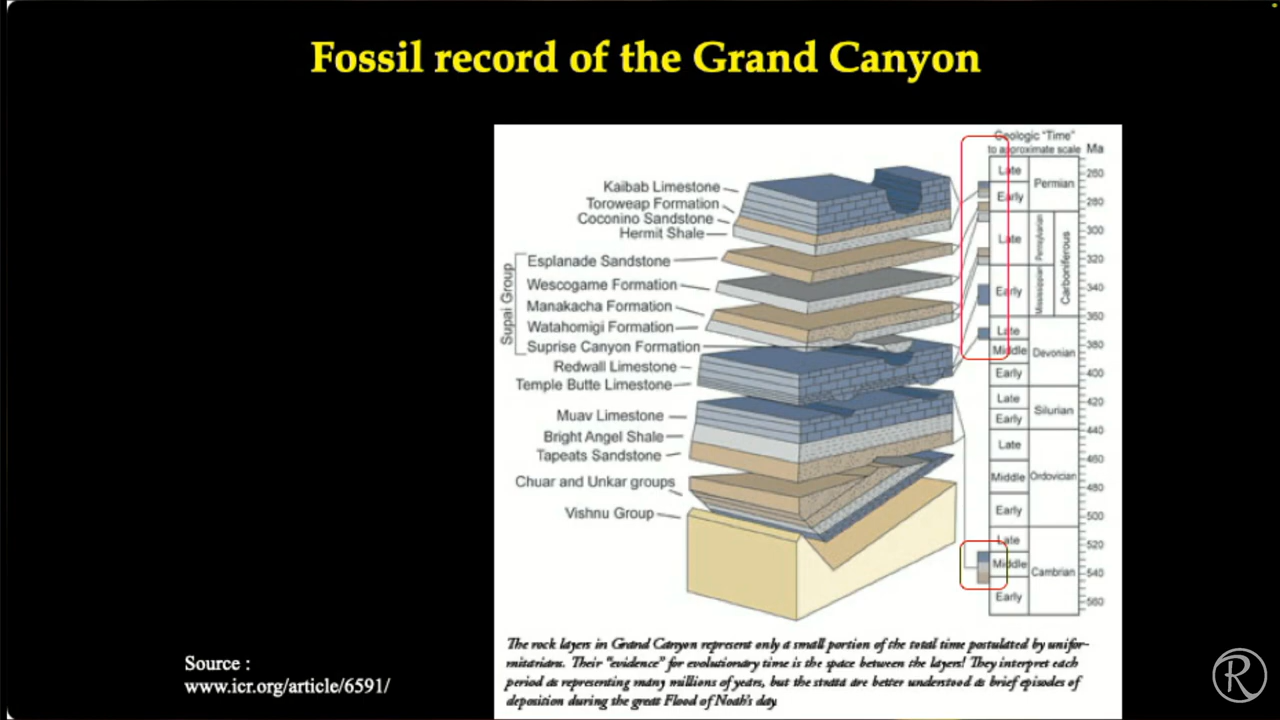 Fossil record of the Grand Canyon
Geologic "Time"
to approximate scale
Ma
Kaibab Limestone
Toroweap Formation
Coconino Sandstone
Hermit Shale
Supai Group
Esplanade Sandstone
Wescogame Formation
Manakacha Formation
Watahomigi Formation
Suprise Canyon Formation
Redwall Limestone
Temple Butte Limestone
Muav Limestone
Bright Angel Shale
Tapeats Sandstone
Chuar and Unkar groups
Vishnu Group
Late
Early
Permian
Late
Pennsylvanian
Early
Mississippian
Carboniferous
Late
Middle
Early
Devonian
Late
Early
Silurian
Late
Middle
Early
Ordovician
Late
Middle
Early
Cambrian
260
280
300
320
340
350
380
400
420
440
460
480
500
520
540
560
The rock layers in Grand Canyon represent only a small portion of the total time postulated by unifor-
mitarians. Their "evidence" for evolutionary time is the space between the layers! They interpret each
period as representing many millions of years, but the strata are better understood as brief episodes of
deposition during the great Flood of Noah's day.
Source :
www.icr.org/article/6591/
R